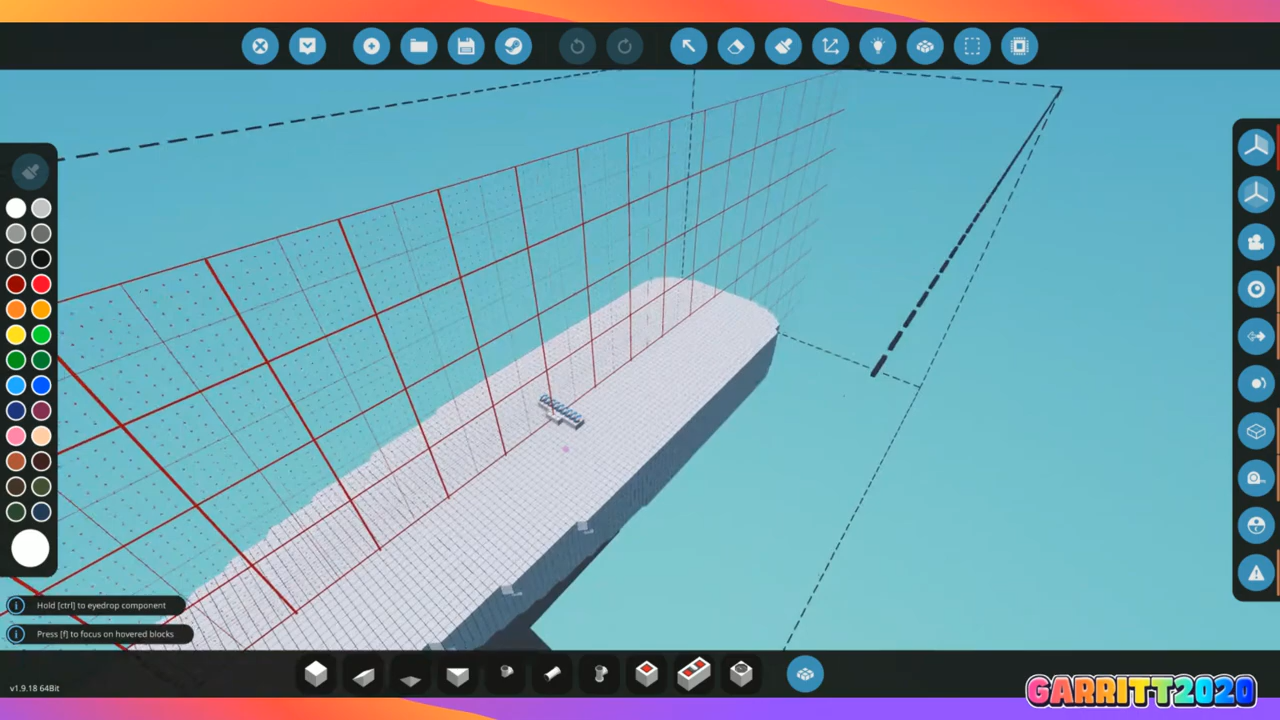 Hold [ctrl] to eyedrop component
Press [f] to focus on hovered blocks
v1.9.18 64Bit
GARRITT2020